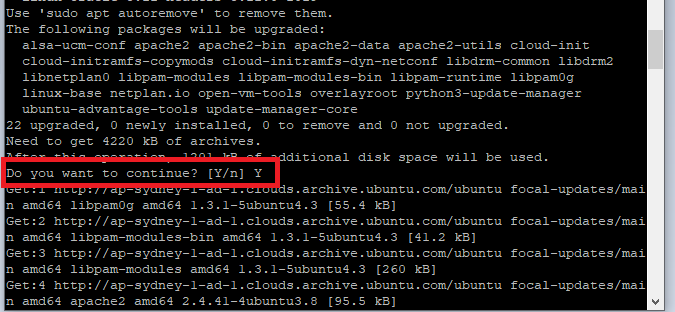 Use 'sudo apt autoremove' to remove them.
The following packages will be upgraded:
alsa-ucm-conf apache2 apache2-bin apache2-data apache2-utils cloud-init
cloud-initramfs-copymods cloud-initramfs-dyn-netconf libdrm-common libdrm2
libnetplan0 libpam-modules libpam-modules-bin libpam-runtime libpam0g
linux-base netplan.io open-vm-tools overlayroot python3-update-manager
ubuntu-advantage-tools update-manager-core
22 upgraded, 0 newly installed, 0 to remove and 0 not upgraded.
Need to get 4220 kB of archives.
After this operation, 1201 kB of additional disk space will be used.
Do you want to continue? [Y/n] Y
Get:1 http://ap-sydney-1-ad-1.clouds.archive.ubuntu.com/ubuntu focal-updates/mai
n amd64 libpam0g amd64 1.3.1-5ubuntu4.3 [55.4 kB]
Get:2 http://ap-sydney-1-ad-1.clouds.archive.ubuntu.com/ubuntu focal-updates/mai
n amd64 libpam-modules-bin amd64 1.3.1-5ubuntu4.3 [41.2 kB]
Get:3 http://ap-sydney-1-ad-1.clouds.archive.ubuntu.com/ubuntu focal-updates/mai
n amd64 libpam-modules amd64 1.3.1-5ubuntu4.3 [260 kB]
Get:4 http://ap-sydney-1-ad-1.clouds.archive.ubuntu.com/ubuntu focal-updates/mai
n amd64 apache2 amd64 2.4.41-4ubuntu3.8 [95.5 kB]